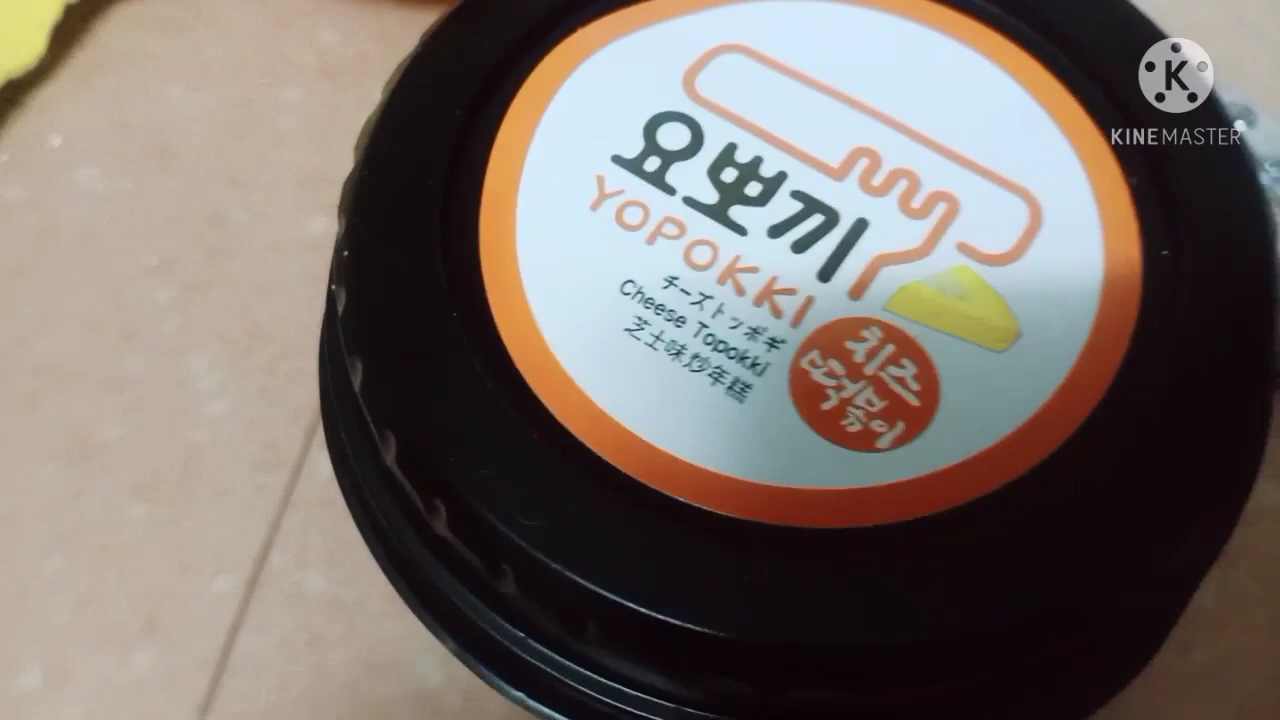 요뽀끼
YOPOKKI
チーズトッポギ
Cheese Topokki
芝士味炒年糕
치즈
떡볶이
K
KINEMASTER